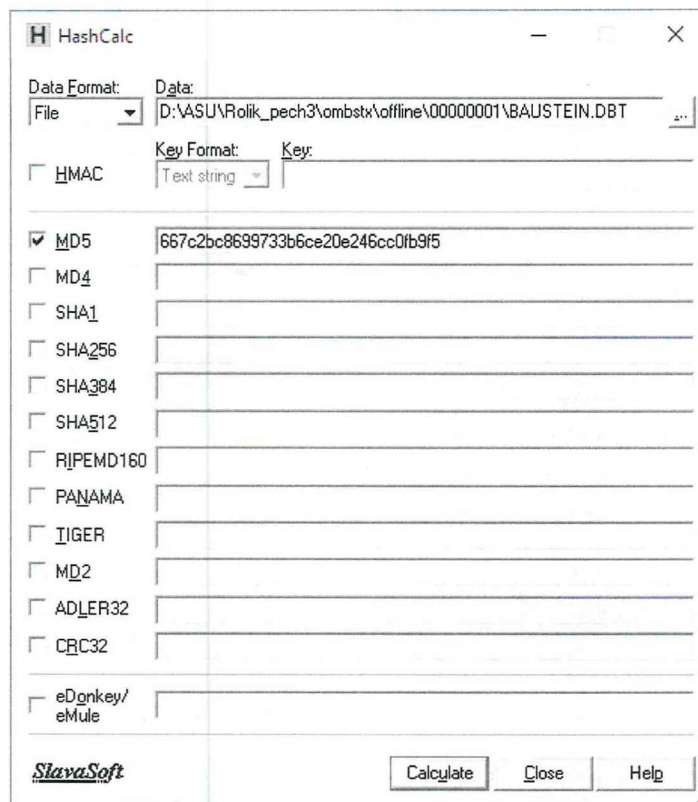 H HashCalc
Data Format: Data:
File D:\ASU\Rolik_pech3\ombstx\offline\00000001\BAUSTEIN.DBT ...
Key Format: Key:
HMAC Text string
MD5 667c2bc8699733b6ce20e246cc0fb9f5
MD4
SHA1
SHA256
SHA384
SHA512
RIPEMD160
PANAMA
TIGER
MD2
ADLER32
CRC32
eDonkey/
eMule
SlavaSoft Calculate Close Help